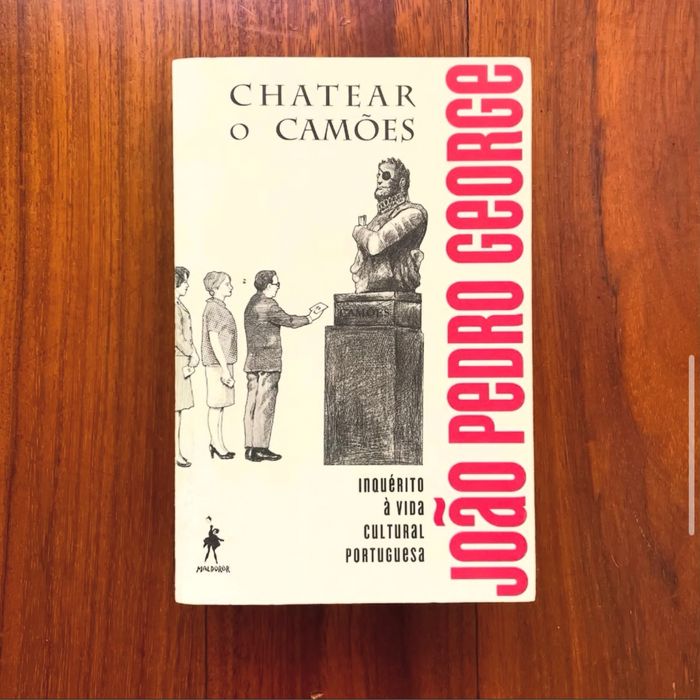 CHATEAR
O CAMÕES
CAMÕES
INQUÉRITO
À VIDA
CULTURAL
PORTUGUESA
MALDOROR
JOÃO PEDRO GEORGE